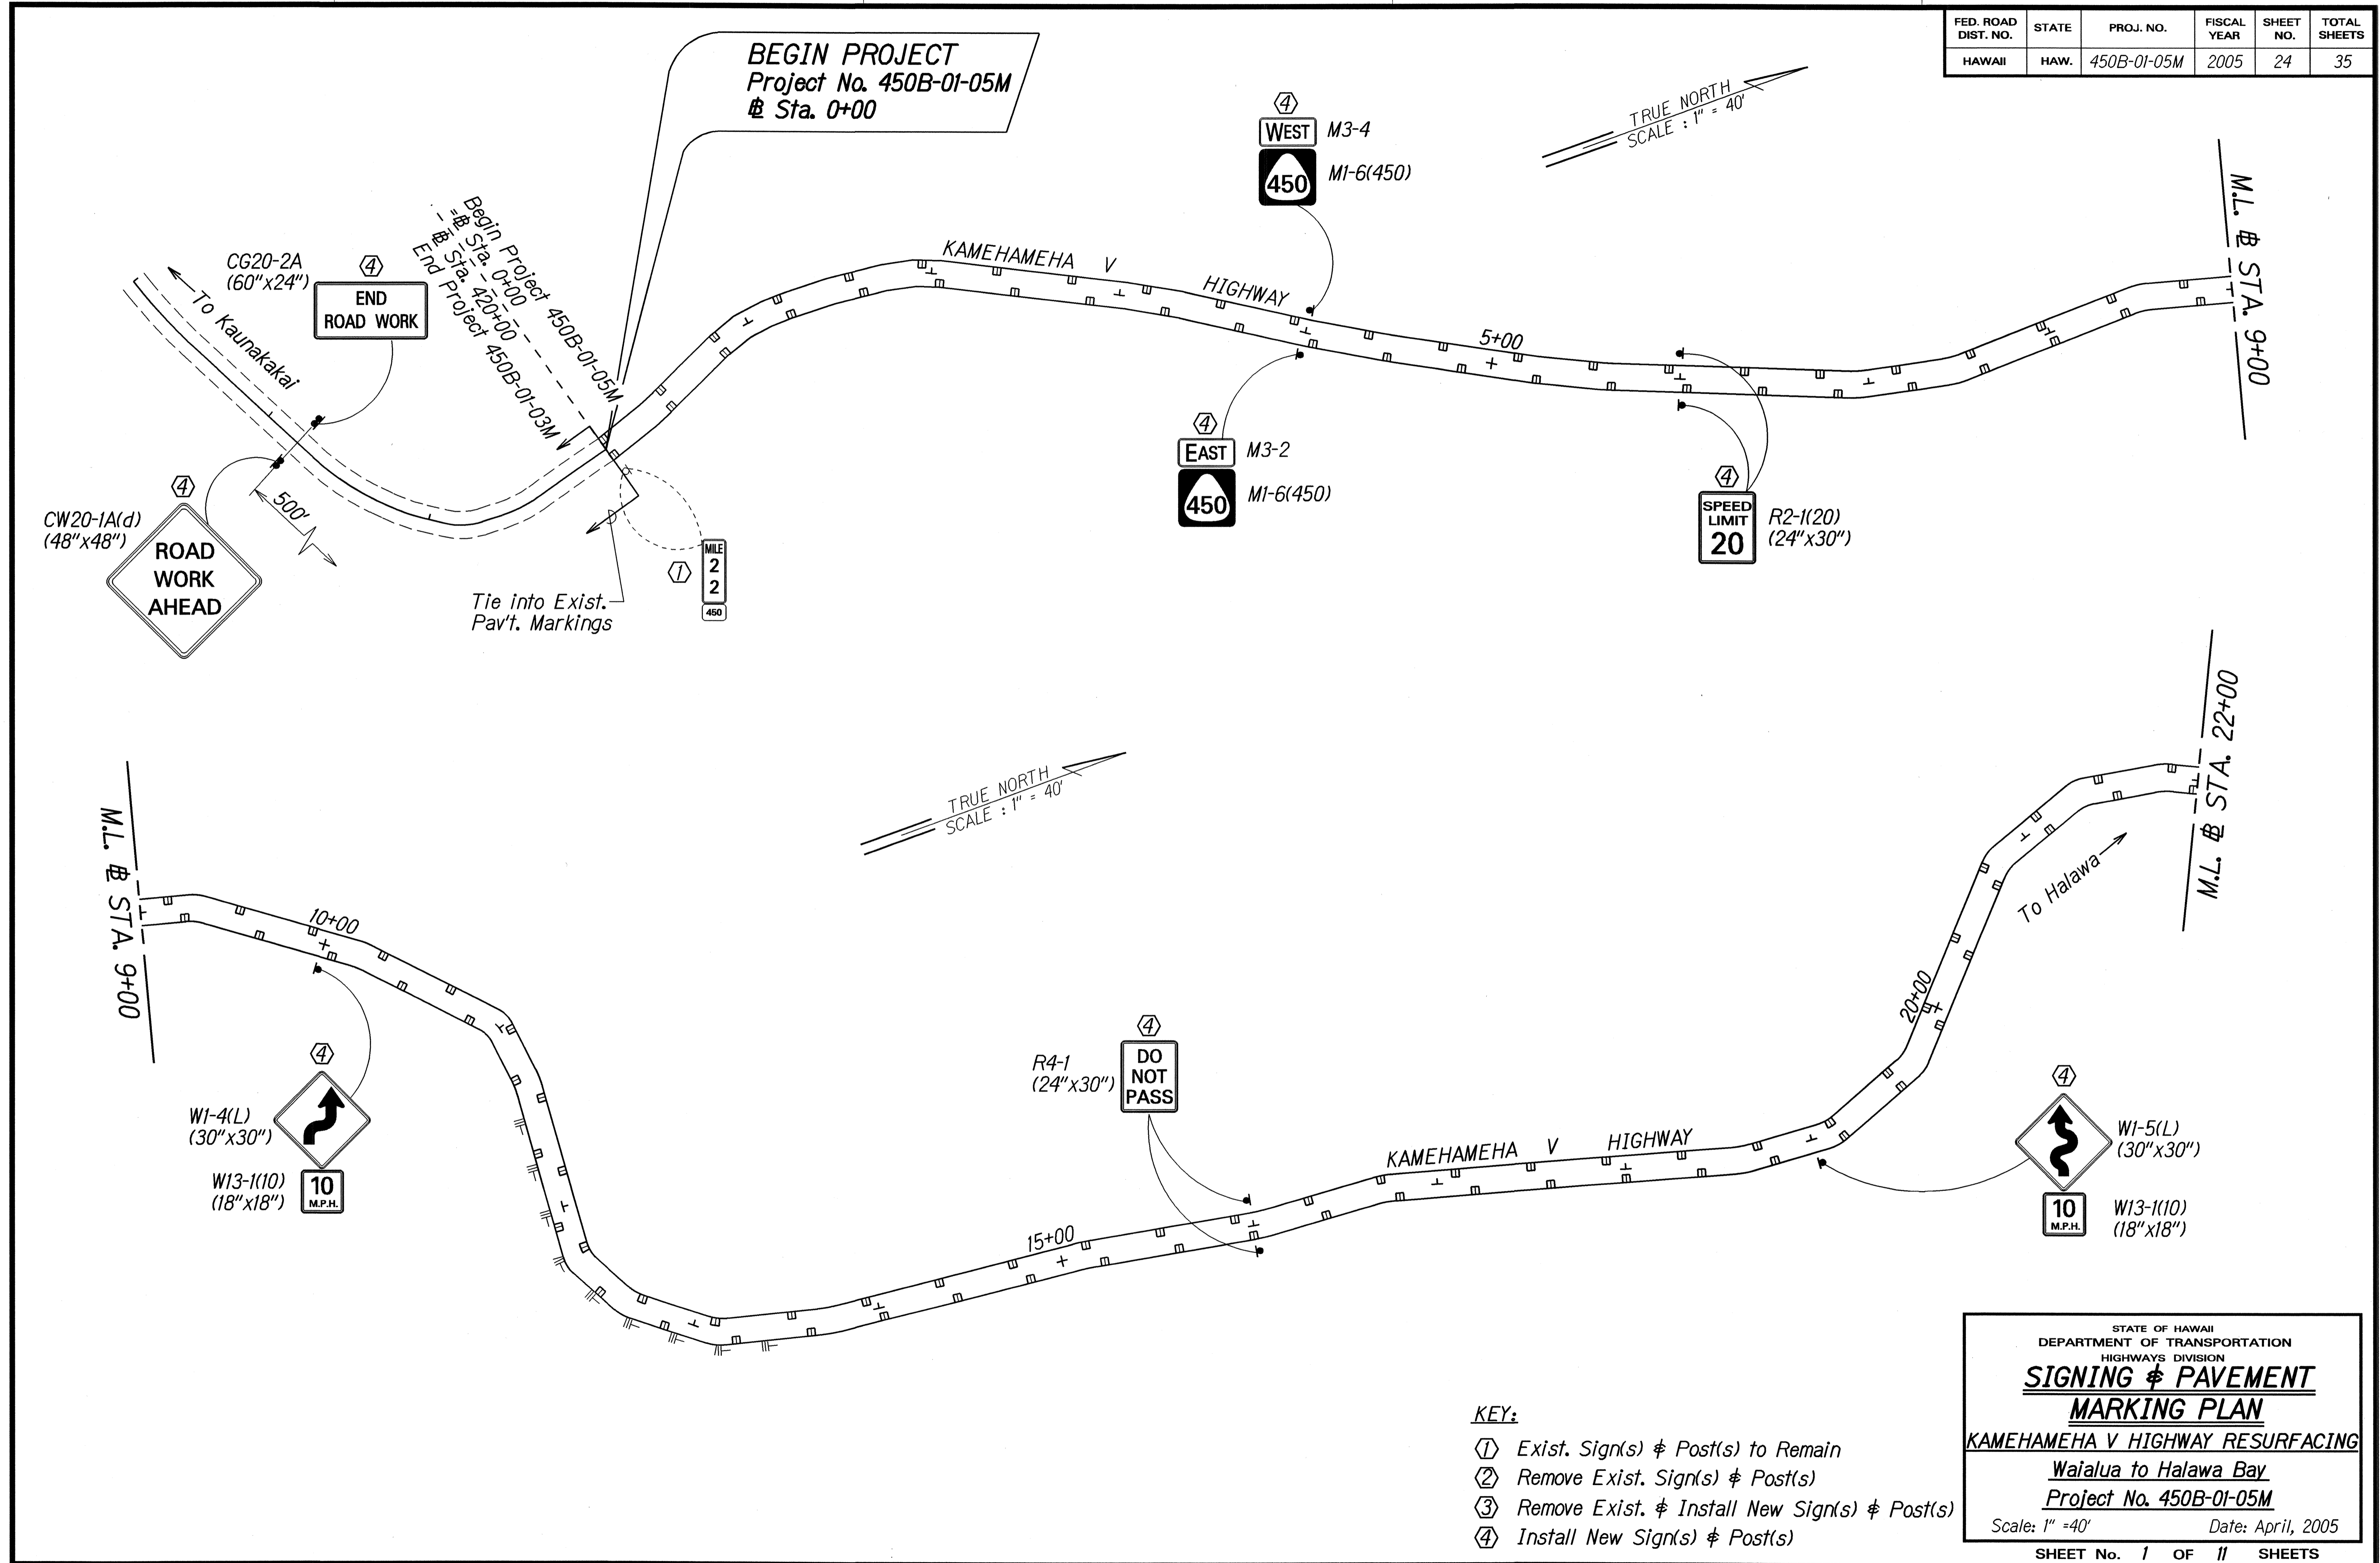 FED. ROAD DIST. NO. STATE PROJ. NO. FISCAL YEAR SHEET NO. TOTAL SHEETS
HAWAII HAW. 450B-01-05M 2005 24 35
BEGIN PROJECT
Project No. 450B-01-05M
℄ Sta. 0+00
TRUE NORTH
SCALE : 1" = 40'
4
WEST M3-4
450 M1-6(450)
M.L. ℄ STA. 9+00
Begin Project 450B-01-05M
=℄ Sta. 0+00
℄ Sta. 420+00
End Project 450B-01-03M
CG20-2A
(60"x24")
4
END
ROAD WORK
To Kaunakakai
KAMEHAMEHA V HIGHWAY
5+00
4
EAST M3-2
450 M1-6(450)
4
SPEED
LIMIT
20
R2-1(20)
(24"x30")
4
CW20-1A(d)
(48"x48")
ROAD
WORK
AHEAD
500'
1
MILE
2
2
450
Tie into Exist.
Pav't. Markings
TRUE NORTH
SCALE : 1" = 40'
M.L. ℄ STA. 9+00
M.L. ℄ STA. 22+00
10+00
To Halawa
20+00
4
W1-4(L)
(30"x30")
W13-1(10)
(18"x18")
10
M.P.H.
4
R4-1
(24"x30")
DO
NOT
PASS
15+00
KAMEHAMEHA V HIGHWAY
4
W1-5(L)
(30"x30")
10
M.P.H.
W13-1(10)
(18"x18")
KEY:
1 Exist. Sign(s) & Post(s) to Remain
2 Remove Exist. Sign(s) & Post(s)
3 Remove Exist. & Install New Sign(s) & Post(s)
4 Install New Sign(s) & Post(s)
STATE OF HAWAII
DEPARTMENT OF TRANSPORTATION
HIGHWAYS DIVISION
SIGNING & PAVEMENT
MARKING PLAN
KAMEHAMEHA V HIGHWAY RESURFACING
Waialua to Halawa Bay
Project No. 450B-01-05M
Scale: 1" =40' Date: April, 2005
SHEET No. 1 OF 11 SHEETS